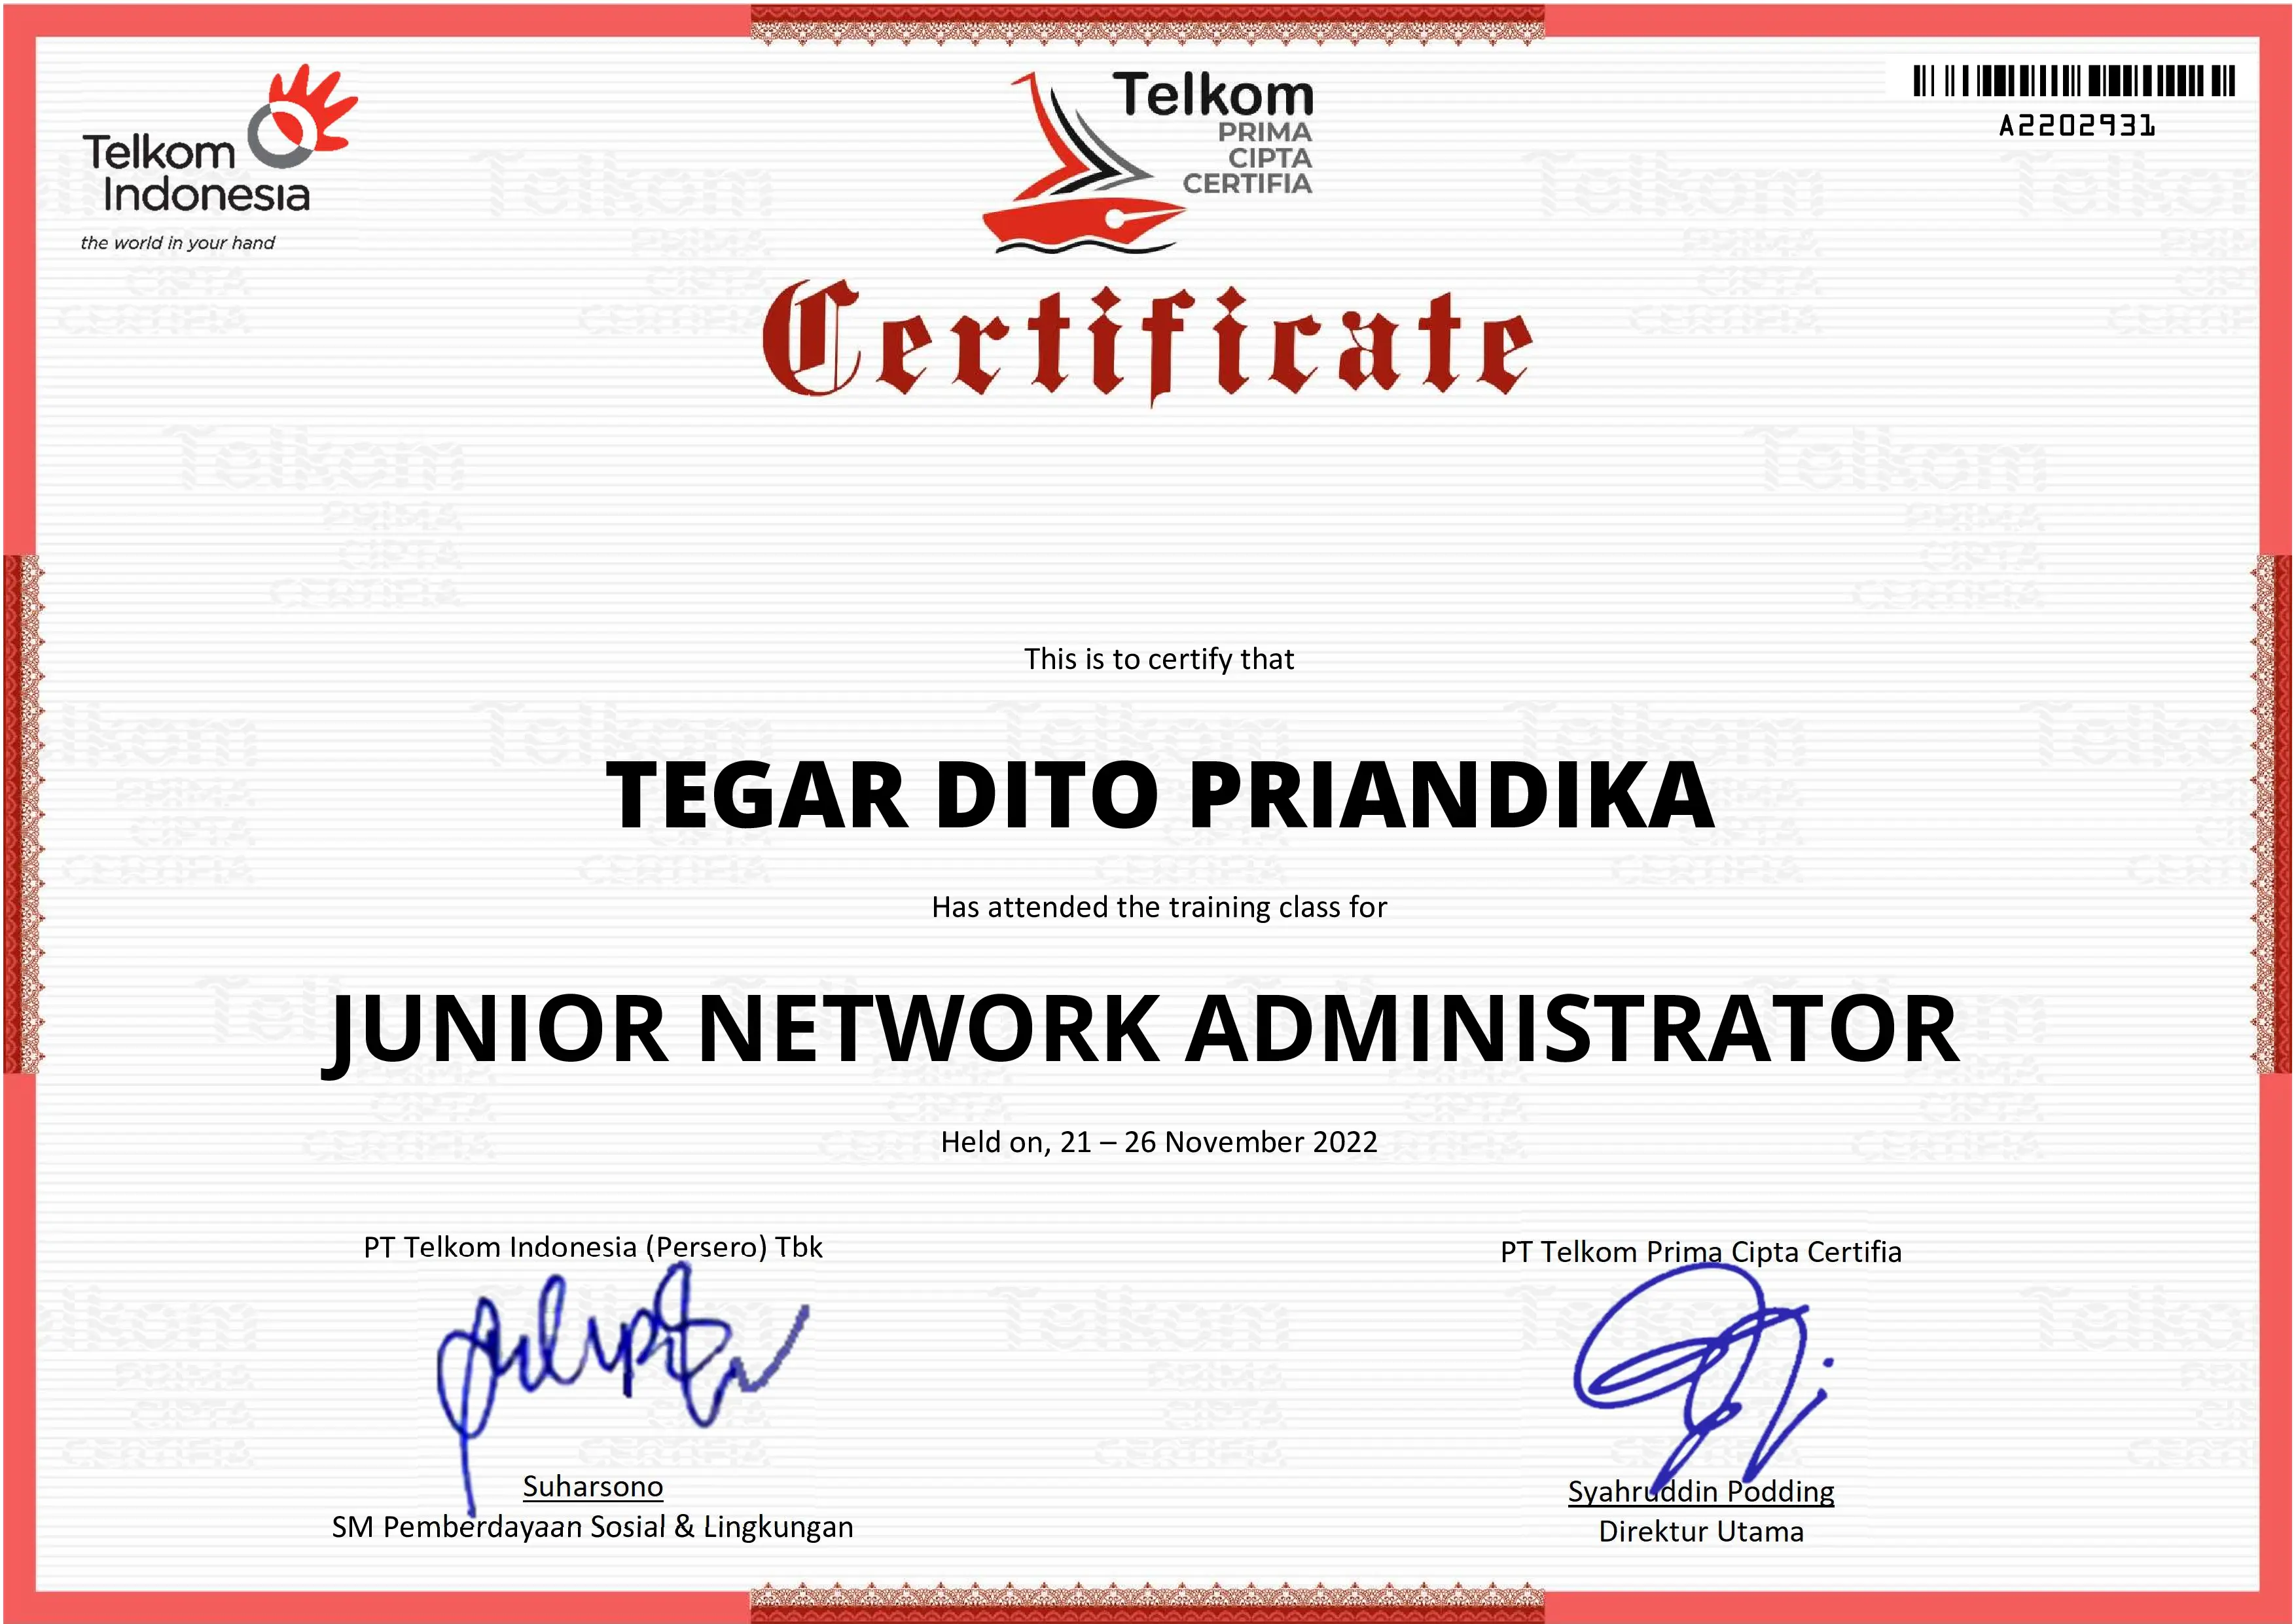 Telkom
Indonesia
the world in your hand
Telkom
PRIMA
CIPTA
CERTIFIA
A2202931
Certificate
This is to certify that
TEGAR DITO PRIANDIKA
Has attended the training class for
JUNIOR NETWORK ADMINISTRATOR
Held on, 21 – 26 November 2022
PT Telkom Indonesia (Persero) Tbk
Suharsono
SM Pemberdayaan Sosial & Lingkungan
PT Telkom Prima Cipta Certifia
Syahruddin Podding
Direktur Utama